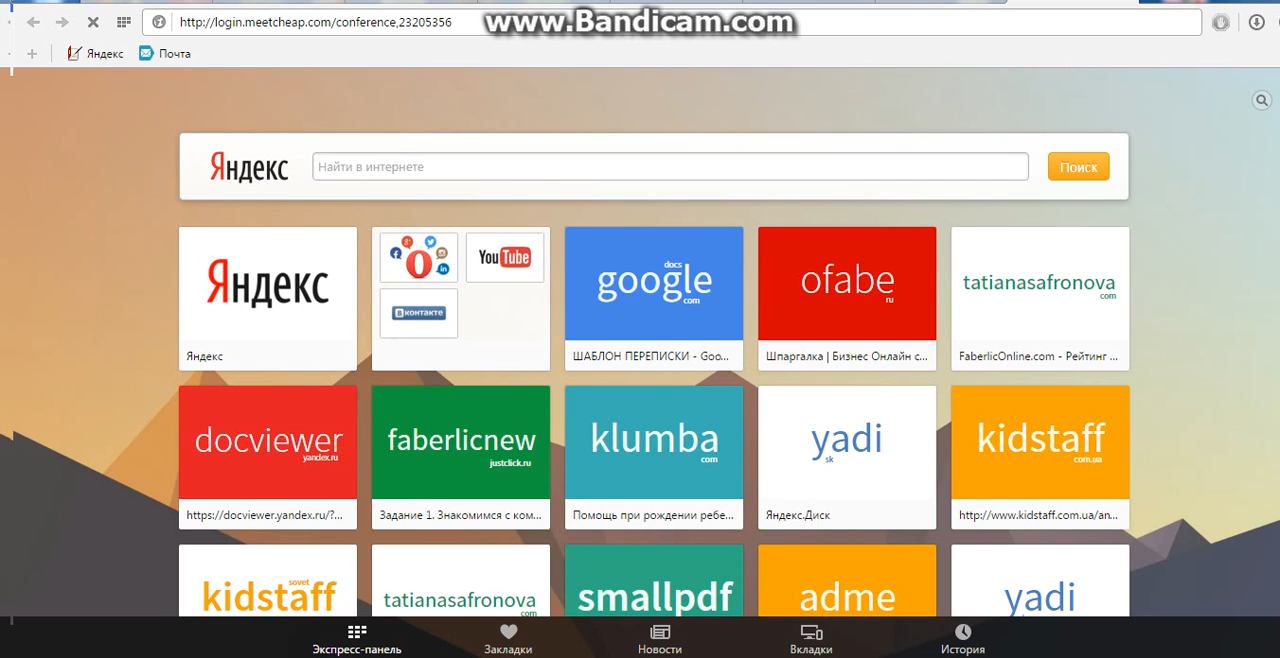 http://login.meetcheap.com/conference,23205356
www.Bandicam.com
Яндекс
Почта
Яндекс
Найти в интернете
Поиск
Яндекс
Яндекс
You Tube
вконтакте
docs
google
com
ШАБЛОН ПЕРЕПИСКИ - Goo...
ofabe
ru
Шпаргалка | Бизнес Онлайн с...
tatianasafronova
com
FaberlicOnline.com - Рейтинг ...
docviewer
yandex.ru
https://docviewer.yandex.ru/?...
faberlicnew
justclick.ru
Задание 1. Знакомимся с ком...
klumba
com
Помощь при рождении ребе...
yadi
sk
Яндекс.Диск
kidstaff
com.ua
http://www.kidstaff.com.ua/an...
sovet
kidstaff
tatianasafronova
com
smallpdf
adme
yadi
Экспресс-панель
Закладки
Новости
Вкладки
История